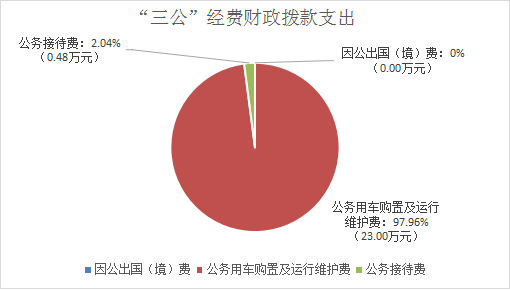 “三公”经费财政拨款支出
公务接待费：2.04%
（0.48万元）
因公出国（境）费：0%
（0.00万元）
公务用车购置及运行
维护费：97.96%
（23.00万元）
因公出国（境）费 公务用车购置及运行维护费 公务接待费